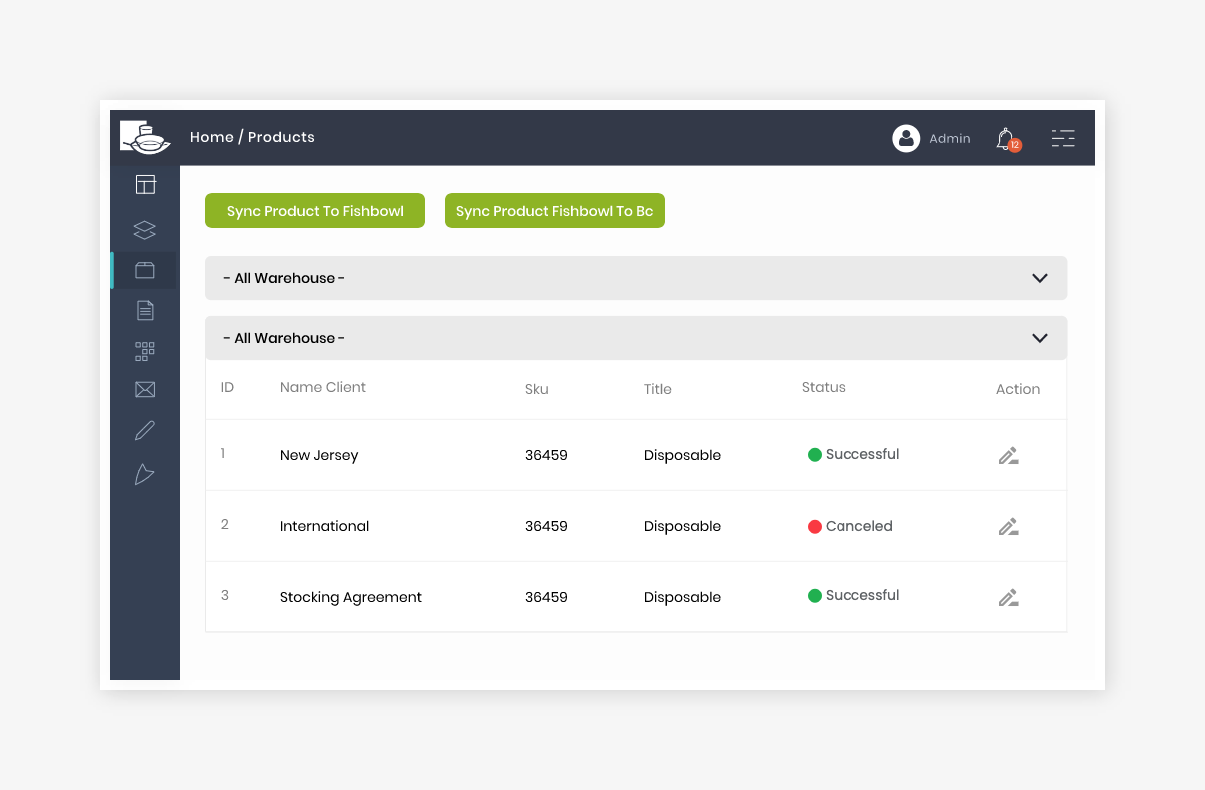 Home / Products
Admin
12
Sync Product To Fishbowl
Sync Product Fishbowl To Bc
- All Warehouse -
- All Warehouse -
ID Name Client Sku Title Status Action
1 New Jersey 36459 Disposable Successful
2 International 36459 Disposable Canceled
3 Stocking Agreement 36459 Disposable Successful